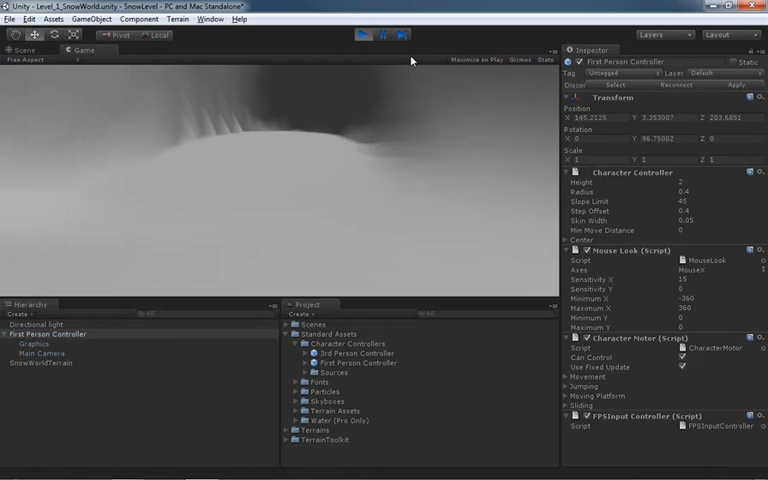 Unity - Level_1_SnowWorld.unity - SnowLevel - PC and Mac Standalone*
File Edit Assets GameObject Component Terrain Window Help
Pivot Local Layers Layout
Scene Game
Free Aspect Maximize on Play Gizmos Stats
Inspector
First Person Controller Static
Tag Untagged Layer Default
Select Reconnect Apply
Transform
Position
X 145.2125 Y 3.353007 Z 203.6851
Rotation
X 0 Y 96.75002 Z 0
Scale
X 1 Y 1 Z 1
Character Controller
Height 2
Radius 0.4
Slope Limit 45
Step Offset 0.4
Skin Width 0.05
Min Move Distance 0
Center
Mouse Look (Script)
Script MouseLook
Axes MouseX
Sensitivity X 15
Sensitivity Y 0
Minimum X -360
Maximum X 360
Minimum Y 0
Maximum Y 0
Character Motor (Script)
Script CharacterMotor
Can Control
Use Fixed Update
Movement
Jumping
Moving Platform
Sliding
FPSInput Controller (Script)
Script FPSInputController
Hierarchy
Create All
Directional light
First Person Controller
Graphics
Main Camera
SnowWorldTerrain
Project
Create All
Scenes
Standard Assets
Character Controllers
3rd Person Controller
First Person Controller
Sources
Fonts
Particles
Skyboxes
Terrain Assets
Water (Pro Only)
Terrains
TerrainToolkit